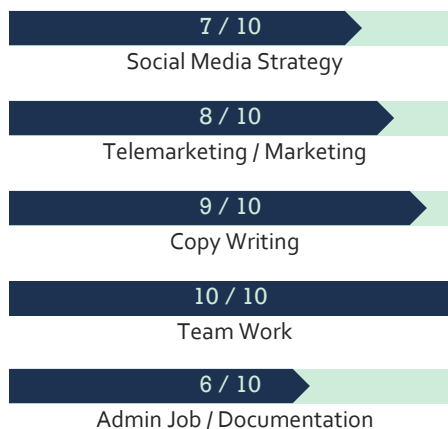 7 / 10
Social Media Strategy
8 / 10
Telemarketing / Marketing
9 / 10
Copy Writing
10 / 10
Team Work
6 / 10
Admin Job / Documentation